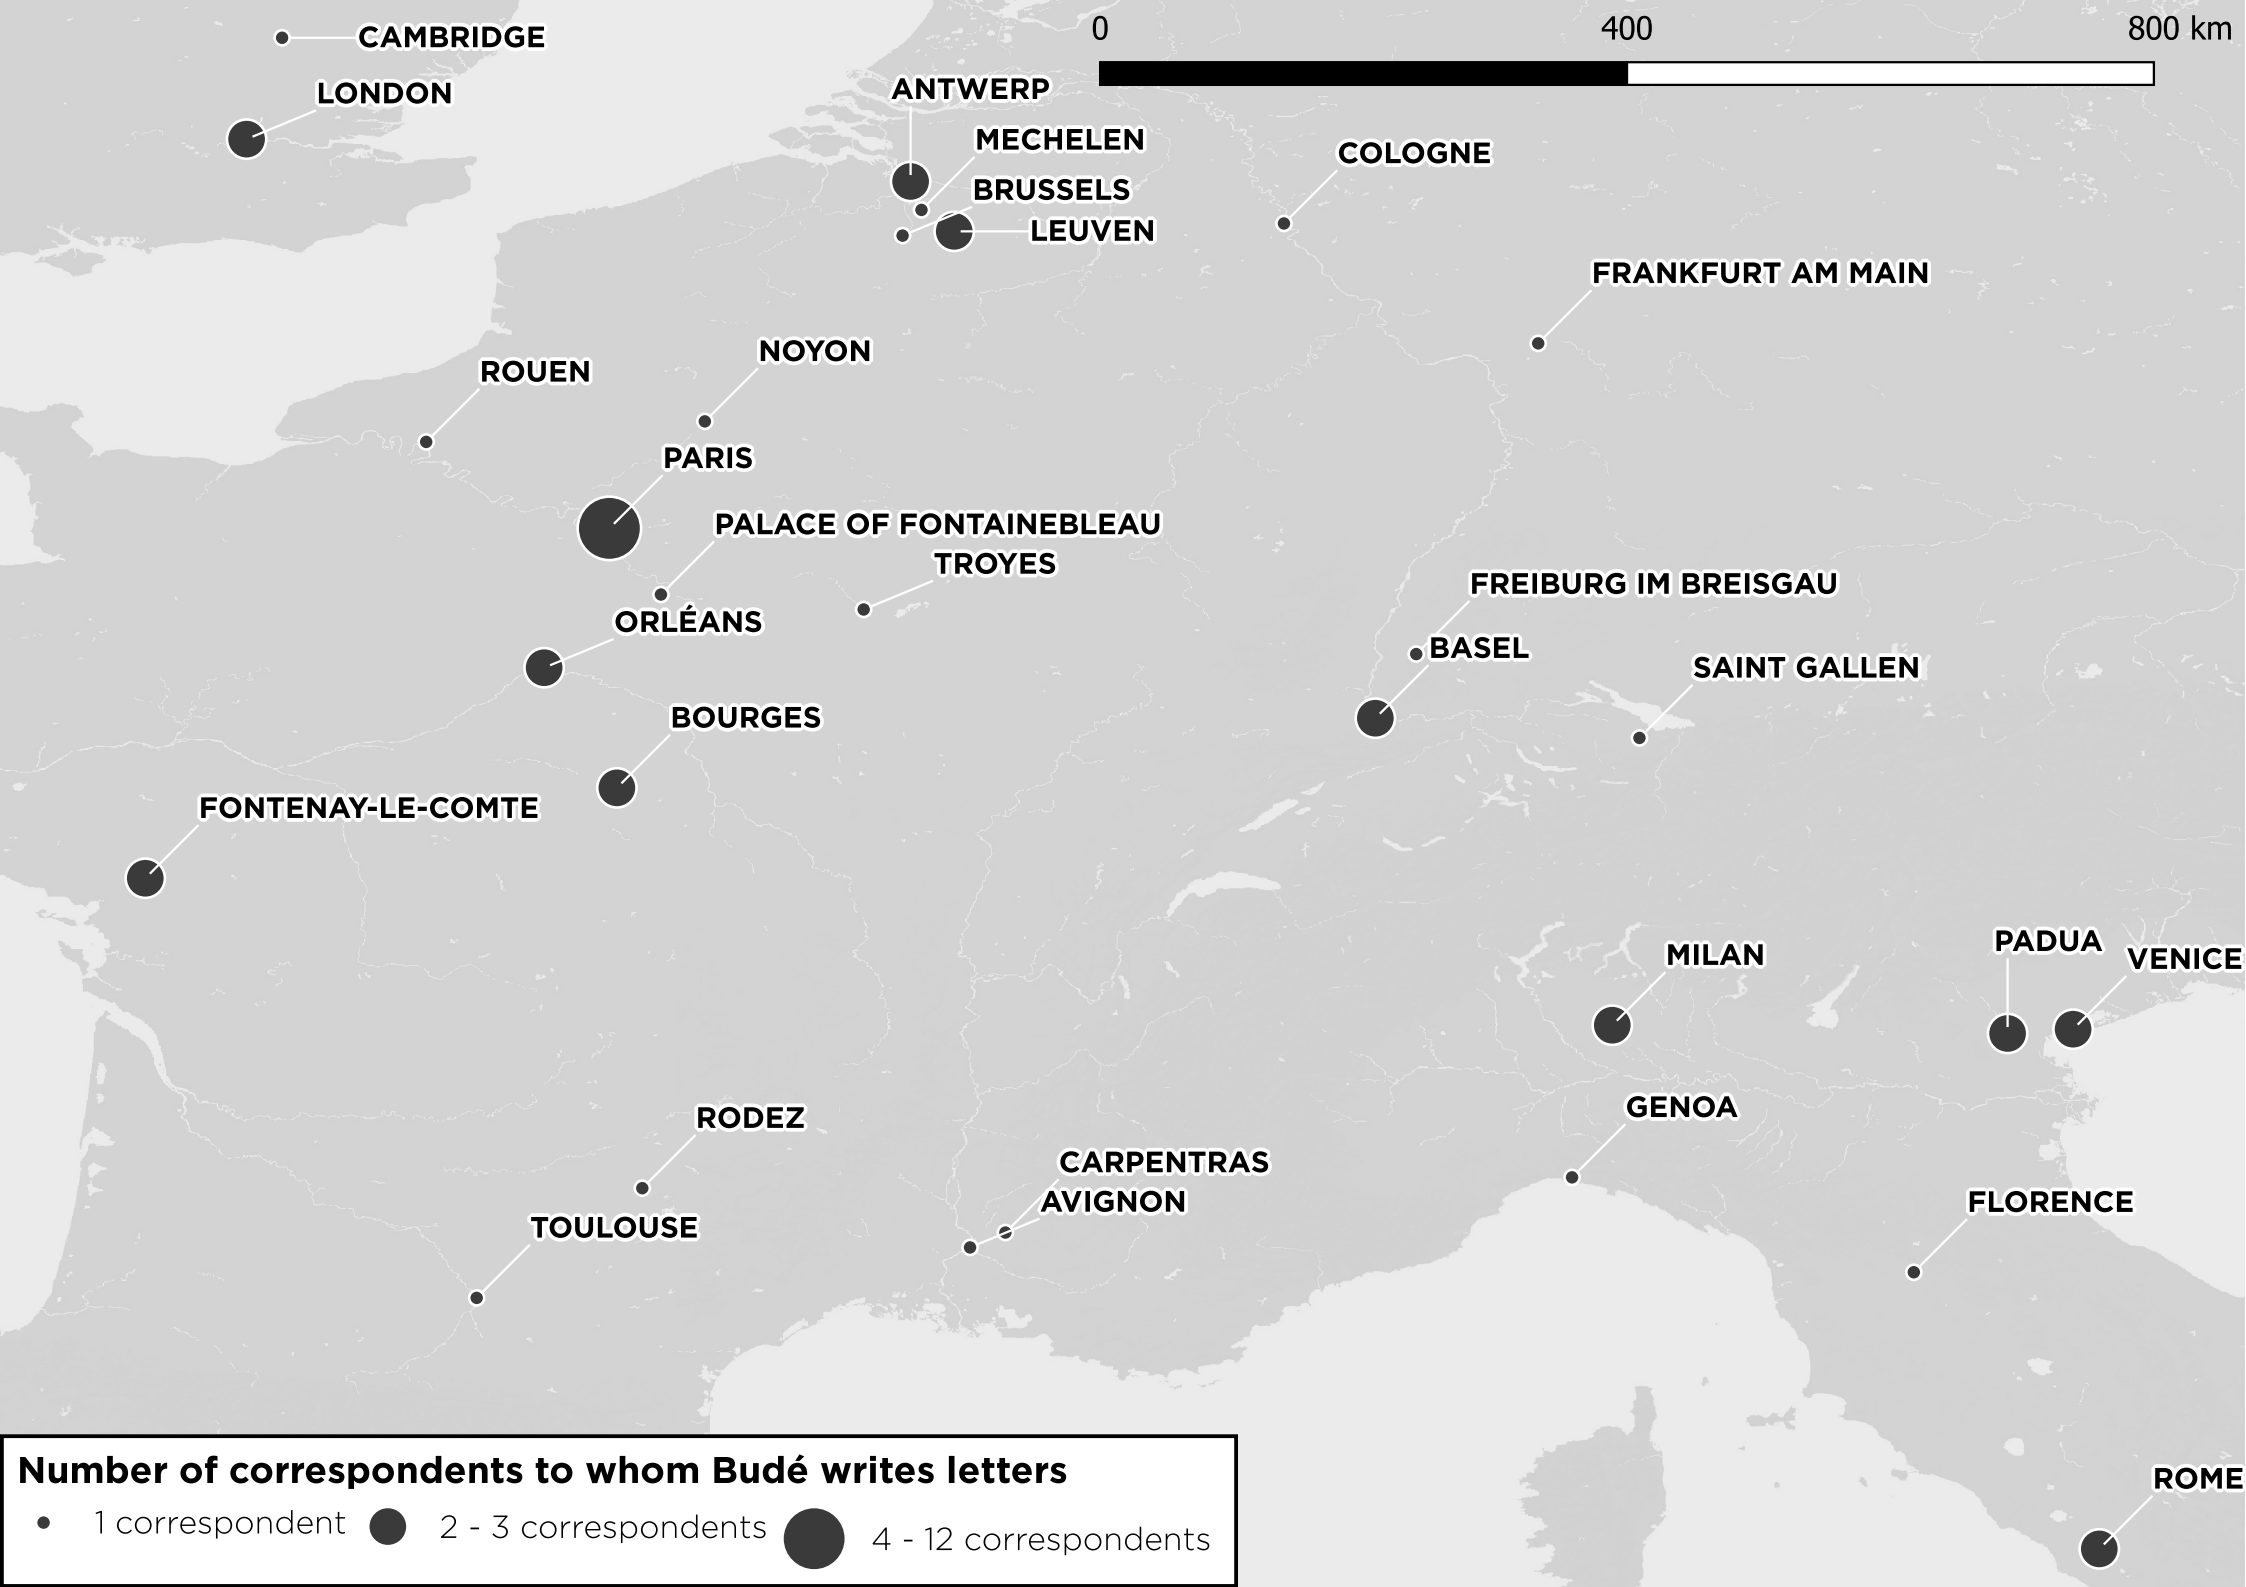 0 400 800 km
CAMBRIDGE
LONDON
ANTWERP
MECHELEN
COLOGNE
BRUSSELS
LEUVEN
FRANKFURT AM MAIN
NOYON
ROUEN
PARIS
PALACE OF FONTAINEBLEAU
TROYES
FREIBURG IM BREISGAU
ORLÉANS
BASEL
SAINT GALLEN
BOURGES
FONTENAY-LE-COMTE
PADUA
MILAN
VENICE
GENOA
RODEZ
CARPENTRAS
AVIGNON
FLORENCE
TOULOUSE
ROME
Number of correspondents to whom Budé writes letters
1 correspondent 2 - 3 correspondents 4 - 12 correspondents